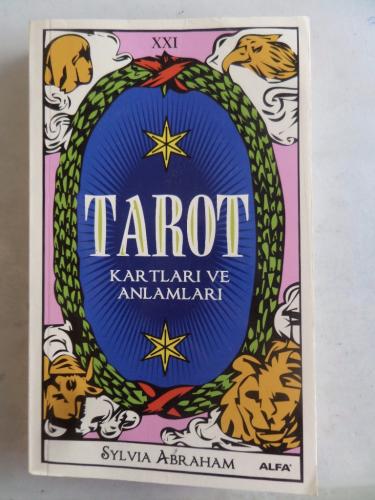 XXI
TAROT
KARTLARI VE
ANLAMLARI
SYLVIA ABRAHAM
ALFA